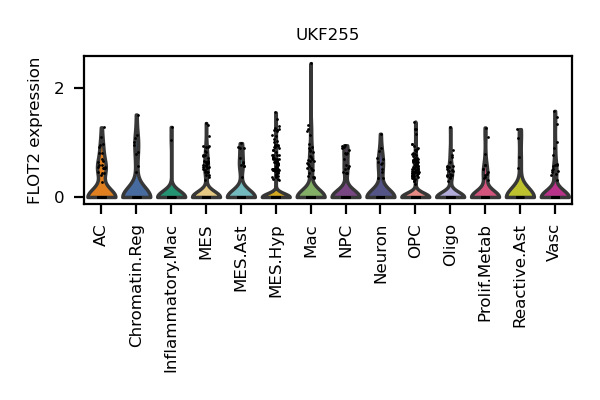 UKF255
FLOT2 expression
2
0
AC
Chromatin.Reg
Inflammatory.Mac
MES
MES.Ast
MES.Hyp
Mac
NPC
Neuron
OPC
Oligo
Prolif.Metab
Reactive.Ast
Vasc